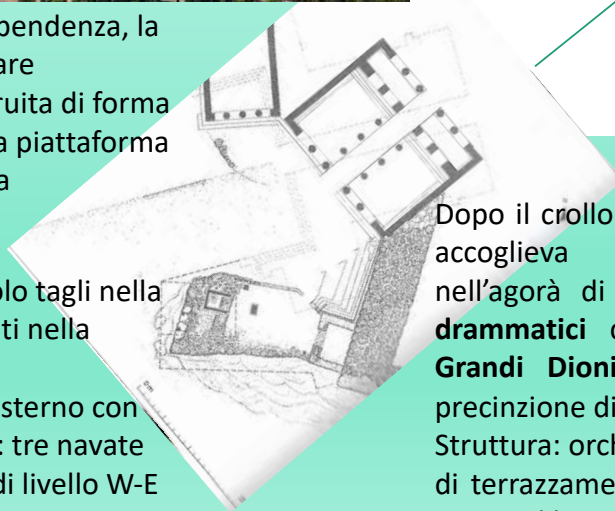 pendenza, la
are
ruita di forma
a piattaforma
a
olo tagli nella
ti nella
sterno con
: tre navate
di livello W-E
Dopo il crollo
accoglieva
nell'agorà di
drammatici
Grandi Dioni
precinzione di
Struttura: orch
di terrazzame